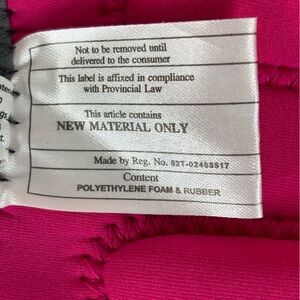 Not to be removed until
delivered to the consumer
This label is affixed in compliance
with Provincial Law
This article contains
NEW MATERIAL ONLY
Made by Reg. No. 02T-02483517
Content
POLYETHYLENE FOAM & RUBBER